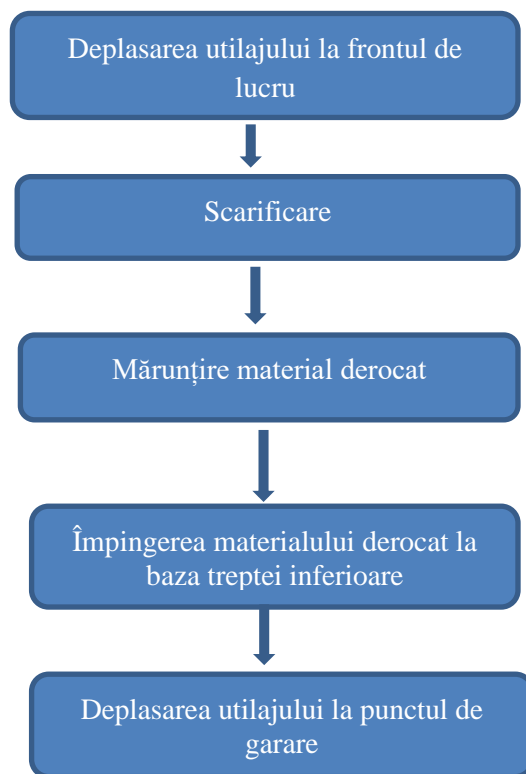 Deplasarea utilajului la frontul de
lucru
Scarificare
Mărunțire material derocat
Împingerea materialului derocat la
baza treptei inferioare
Deplasarea utilajului la punctul de
garare